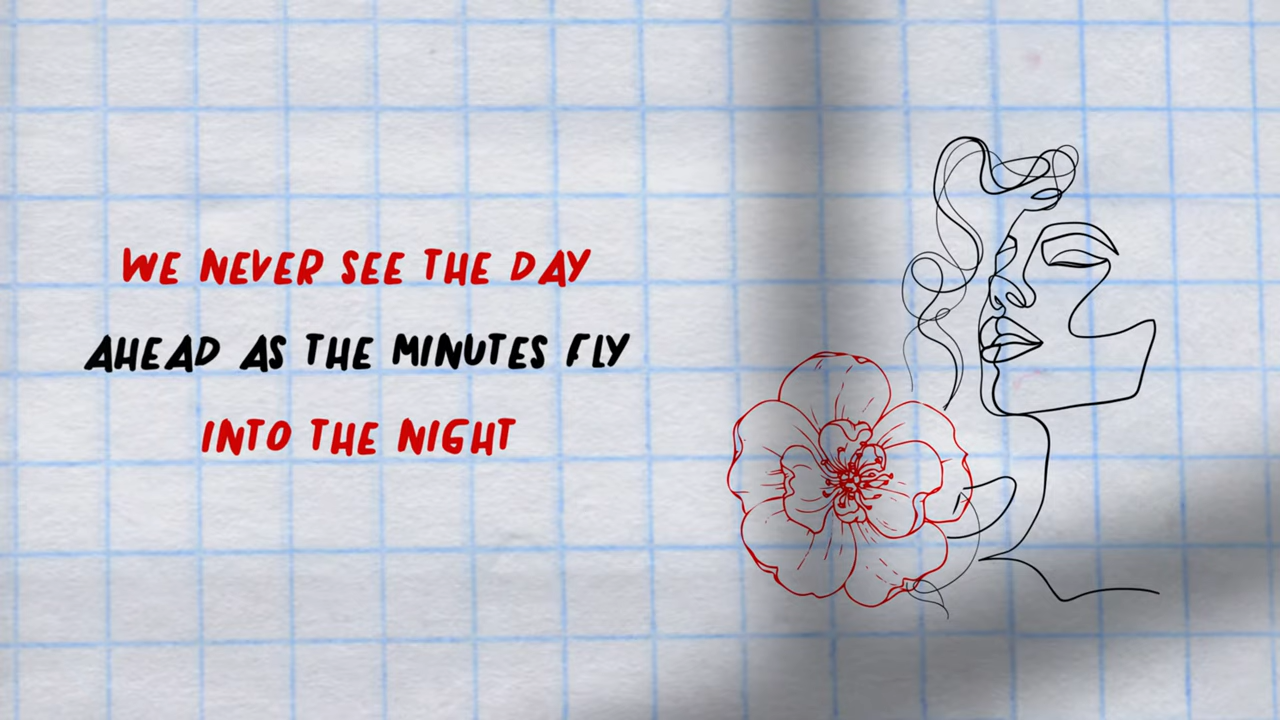 WE NEVER SEE THE DAY
AHEAD AS THE MINUTES FLY
INTO THE NIGHT